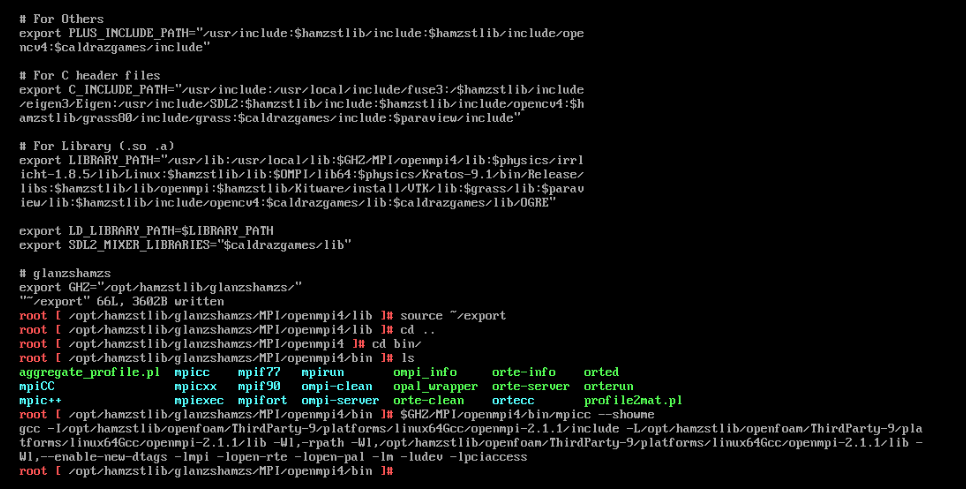 # For Others
export PLUS_INCLUDE_PATH="/usr/include:$hamzstlib/include:$hamzstlib/include/ope
ncv4:$caldrazgames/include"
# For C header files
export C_INCLUDE_PATH="/usr/include:/usr/local/include/fuse3:/$hamzstlib/include
/eigen3/Eigen:/usr/include/SDL2:$hamzstlib/include:$hamzstlib/include/opencv4:$h
amzstlib/grass80/include/grass:$caldrazgames/include:$paraview/include"
# For Library (.so .a)
export LIBRARY_PATH="/usr/lib:/usr/local/lib:$GHZ/MPI/openmpi4/lib:$physics/irrl
icht-1.8.5/lib/Linux:$hamzstlib/lib:$OMPI/lib64:$physics/Kratos-9.1/bin/Release/
libs:$hamzstlib/lib/openmpi:$hamzstlib/Kitware/install/VTK/lib:$grass/lib:$parav
iew/lib:$hamzstlib/include/opencv4:$caldrazgames/lib:$caldrazgames/lib/OGRE"
export LD_LIBRARY_PATH=$LIBRARY_PATH
export SDL2_MIXER_LIBRARIES="$caldrazgames/lib"
# glanzshamzs
export GHZ="/opt/hamzstlib/glanzshamzs/"
"~/export" 66L, 3602B written
root [ /opt/hamzstlib/glanzshamzs/MPI/openmpi4/lib ]# source ~/export
root [ /opt/hamzstlib/glanzshamzs/MPI/openmpi4/lib ]# cd ..
root [ /opt/hamzstlib/glanzshamzs/MPI/openmpi4 ]# cd bin/
root [ /opt/hamzstlib/glanzshamzs/MPI/openmpi4/bin ]# ls
aggregate_profile.pl mpicc mpif77 mpirun ompi_info orte-info orted
mpiCC mpicxx mpif90 ompi-clean opal_wrapper orte-server orterun
mpic++ mpiexec mpifort ompi-server orte-clean ortecc profile2mat.pl
root [ /opt/hamzstlib/glanzshamzs/MPI/openmpi4/bin ]# $GHZ/MPI/openmpi4/bin/mpicc --showme
gcc -I/opt/hamzstlib/openfoam/ThirdParty-9/platforms/linux64Gcc/openmpi-2.1.1/include -L/opt/hamzstlib/openfoam/ThirdParty-9/pla
tforms/linux64Gcc/openmpi-2.1.1/lib -Wl,-rpath -Wl,/opt/hamzstlib/openfoam/ThirdParty-9/platforms/linux64Gcc/openmpi-2.1.1/lib -
Wl,--enable-new-dtags -lmpi -lopen-rte -lopen-pal -lm -ludev -lpciaccess
root [ /opt/hamzstlib/glanzshamzs/MPI/openmpi4/bin ]#